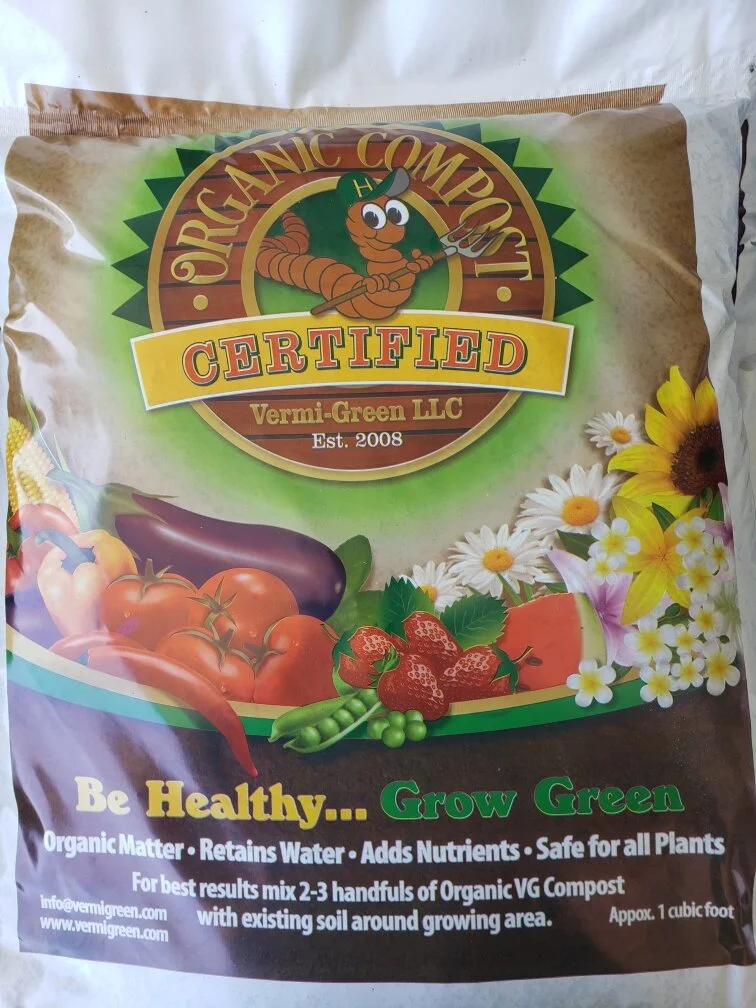 ORGANIC COMPOST
H
CERTIFIED
Vermi-Green LLC
Est. 2008
Be Healthy... Grow Green
Organic Matter • Retains Water • Adds Nutrients • Safe for all Plants
For best results mix 2-3 handfuls of Organic VG Compost
with existing soil around growing area.
info@vermigreen.com
www.vermigreen.com
Appox. 1 cubic foot